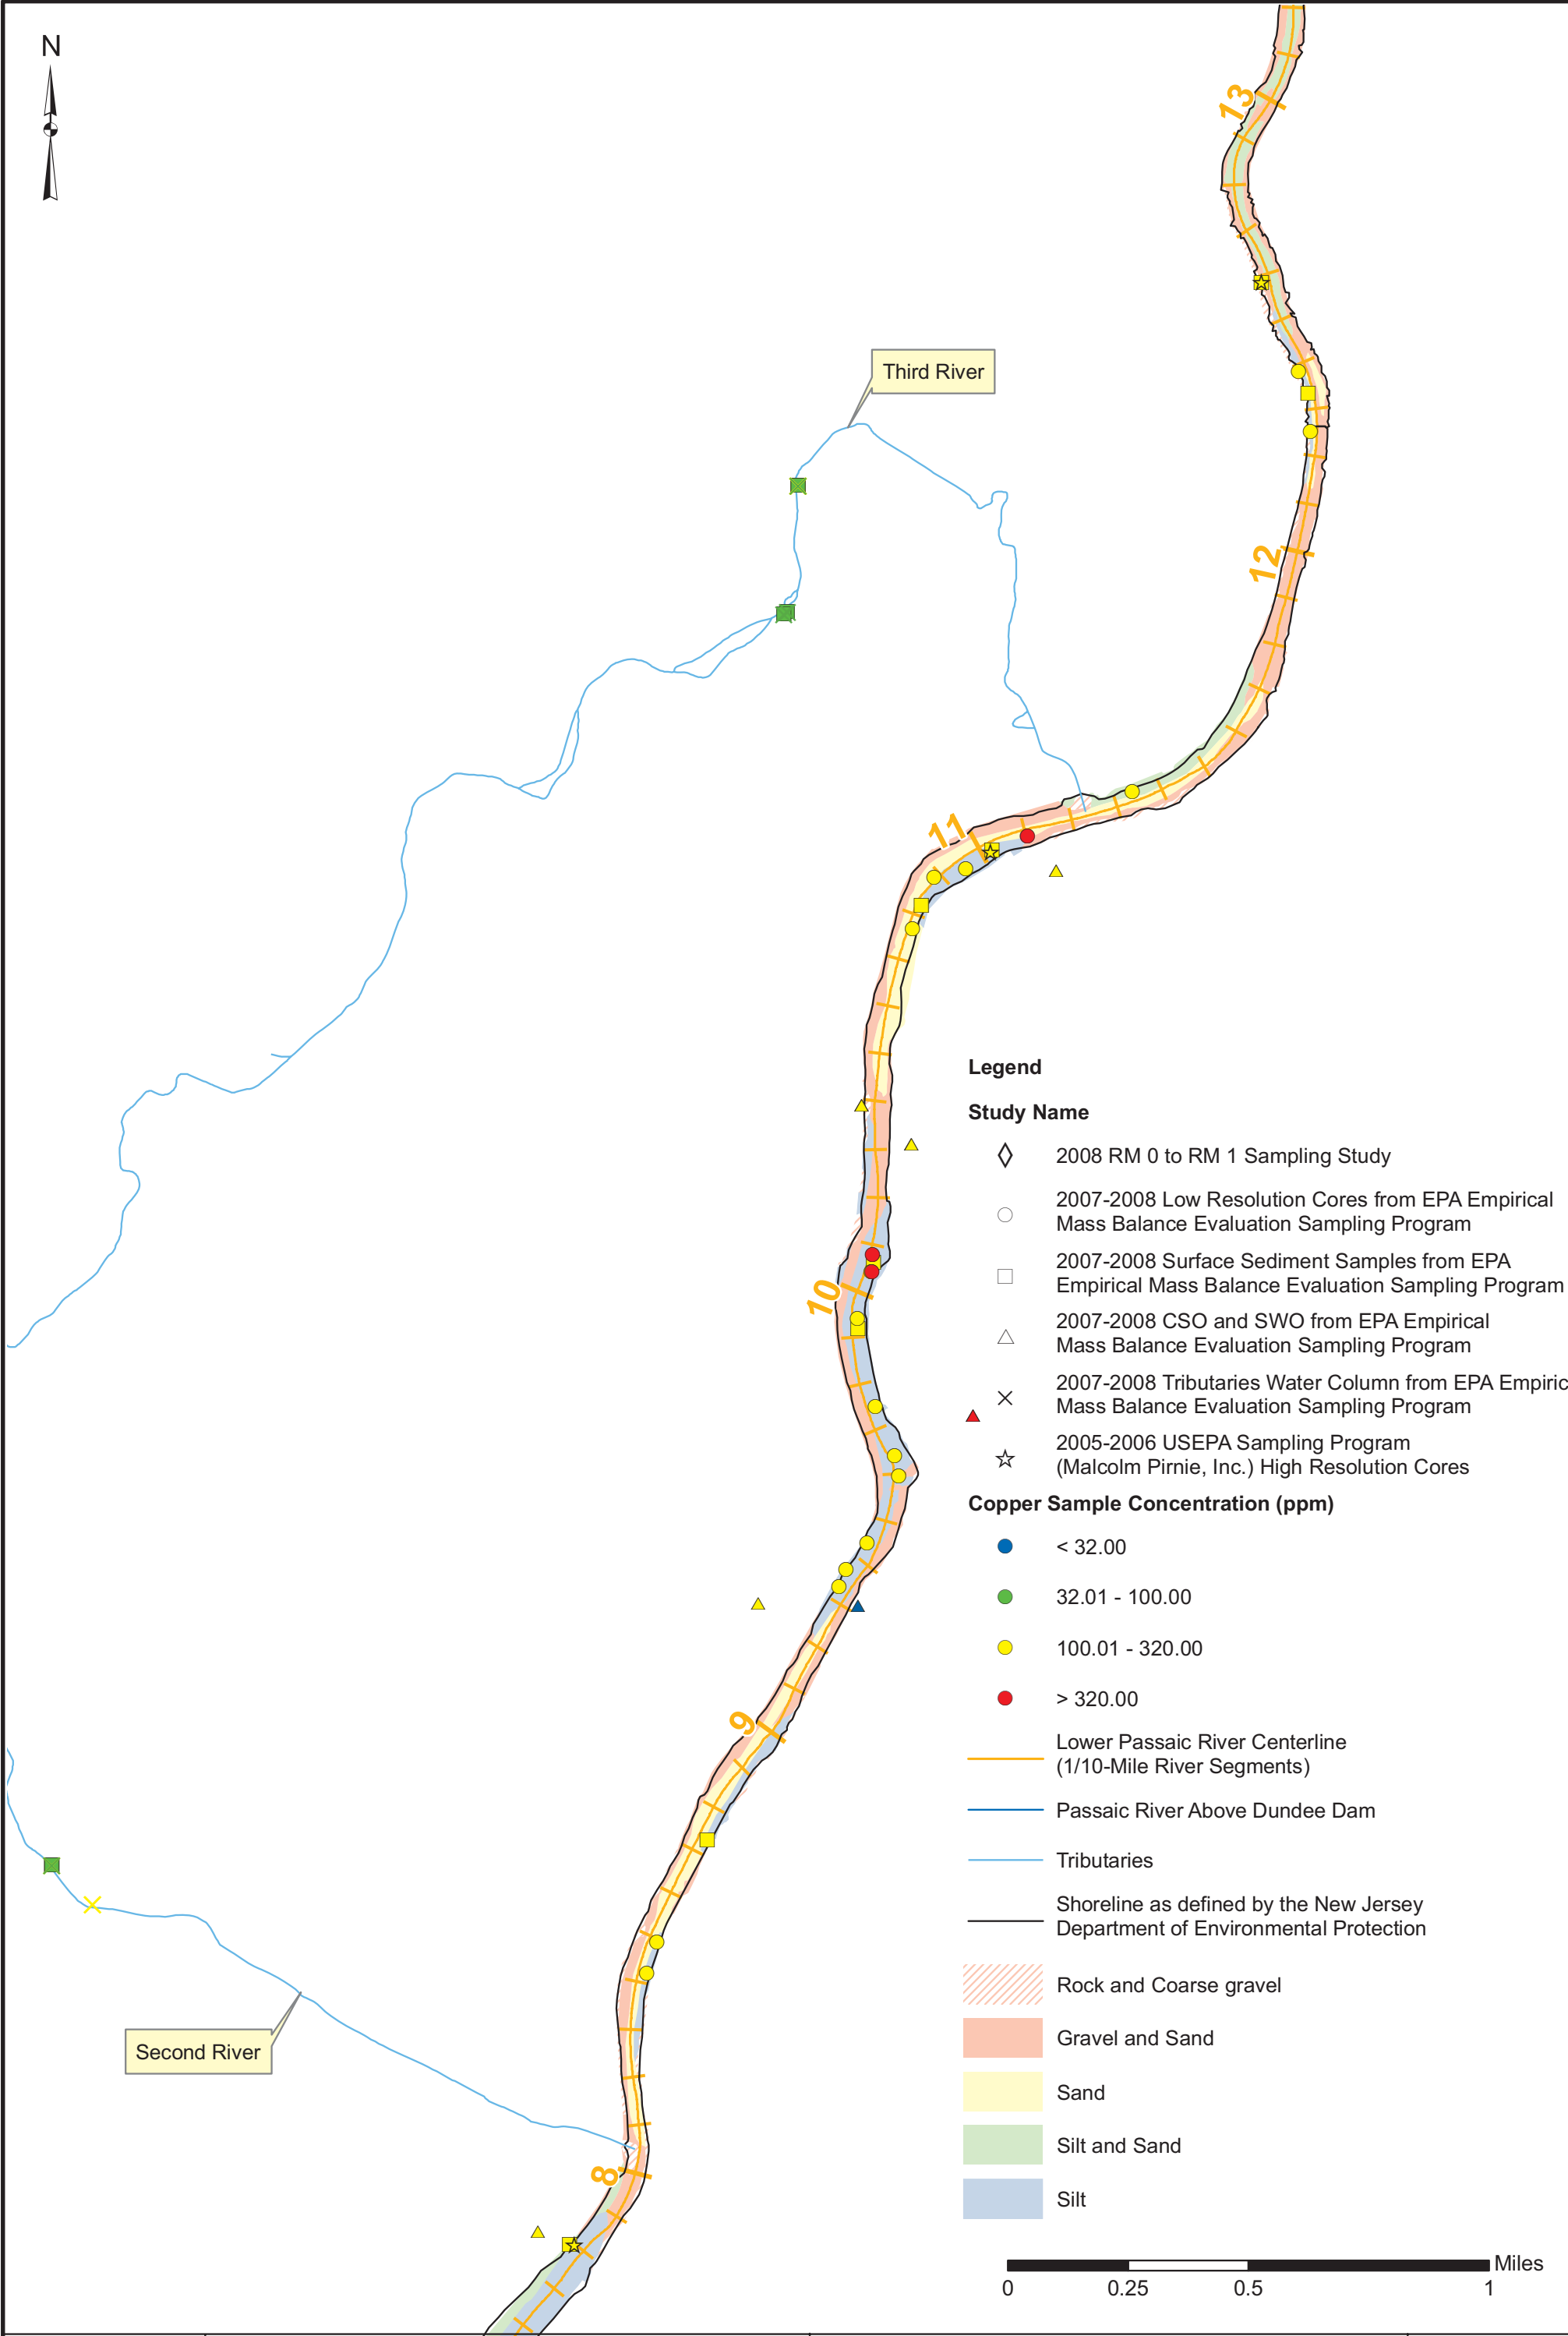 N
13
Third River
12
11
Legend
Study Name
2008 RM 0 to RM 1 Sampling Study
2007-2008 Low Resolution Cores from EPA Empirical
Mass Balance Evaluation Sampling Program
2007-2008 Surface Sediment Samples from EPA
Empirical Mass Balance Evaluation Sampling Program
10
2007-2008 CSO and SWO from EPA Empirical
Mass Balance Evaluation Sampling Program
2007-2008 Tributaries Water Column from EPA Empiric
Mass Balance Evaluation Sampling Program
2005-2006 USEPA Sampling Program
(Malcolm Pirnie, Inc.) High Resolution Cores
Copper Sample Concentration (ppm)
< 32.00
32.01 - 100.00
100.01 - 320.00
> 320.00
9
Lower Passaic River Centerline
(1/10-Mile River Segments)
Passaic River Above Dundee Dam
Tributaries
Shoreline as defined by the New Jersey
Department of Environmental Protection
Rock and Coarse gravel
Gravel and Sand
Second River
Sand
Silt and Sand
8
Silt
Miles
0 0.25 0.5 1